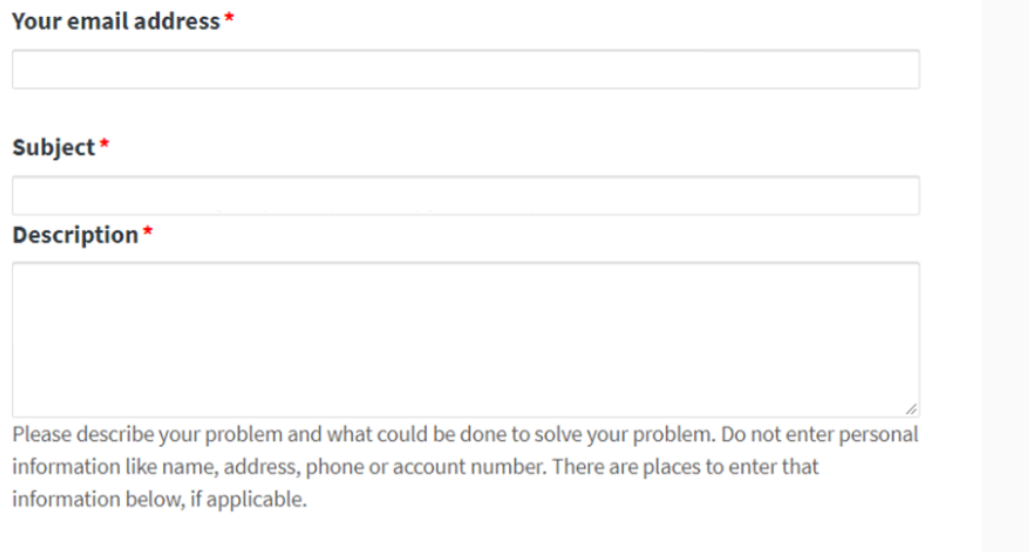 Your email address *
Subject *
Description *
Please describe your problem and what could be done to solve your problem. Do not enter personal
information like name, address, phone or account number. There are places to enter that
information below, if applicable.